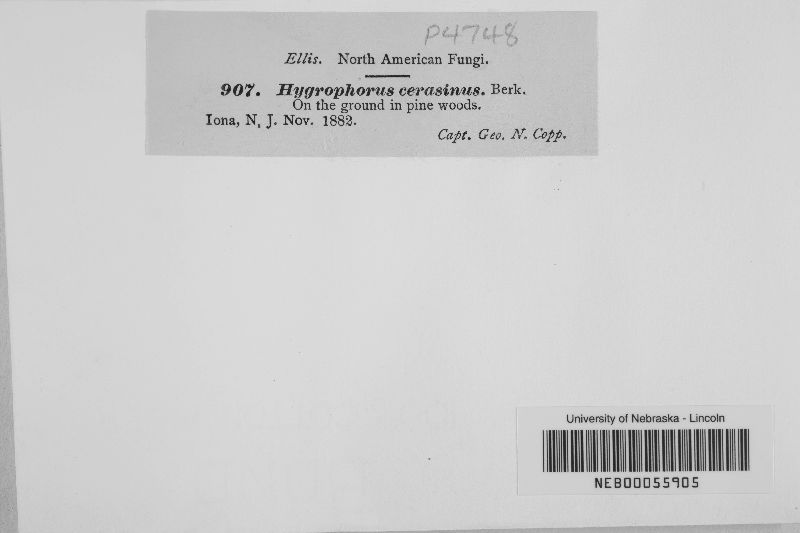 P4748
Ellis. North American Fungi.
907. Hygrophorus cerasinus. Berk.
On the ground in pine woods.
Iona, N, J. Nov. 1882.
Capt. Geo. N. Copp.
University of Nebraska - Lincoln
NEB00055905